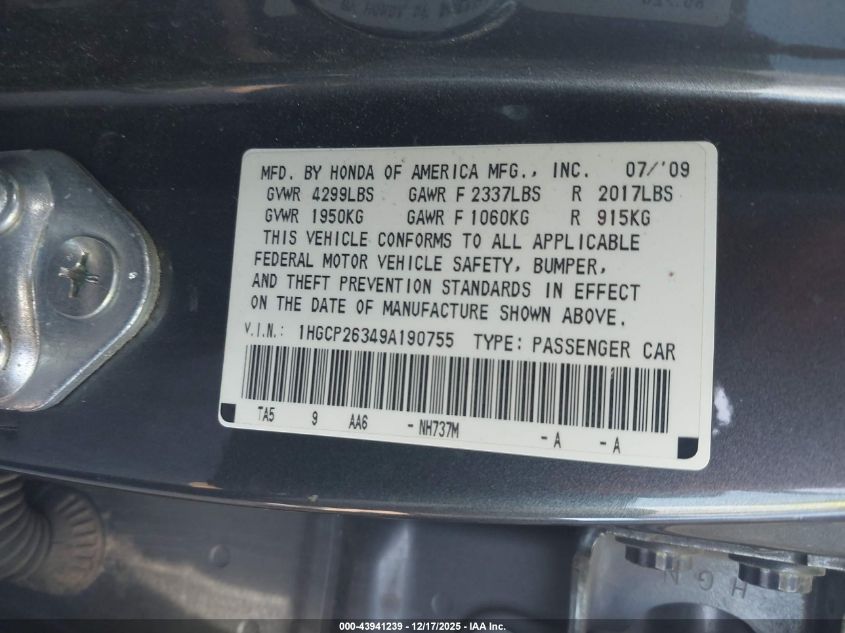 MFD. BY HONDA OF AMERICA MFG., INC. 07/'09
GVWR 4299LBS GAWR F 2337LBS R 2017LBS
GVWR 1950KG GAWR F 1060KG R 915KG
THIS VEHICLE CONFORMS TO ALL APPLICABLE
FEDERAL MOTOR VEHICLE SAFETY, BUMPER,
AND THEFT PREVENTION STANDARDS IN EFFECT
ON THE DATE OF MANUFACTURE SHOWN ABOVE.
V.I.N.: 1HGCP26349A190755 TYPE: PASSENGER CAR
TA5 9 AA6 - NH737M - A - A
H G N
000-43941239 - 12/17/2025 - IAA Inc.